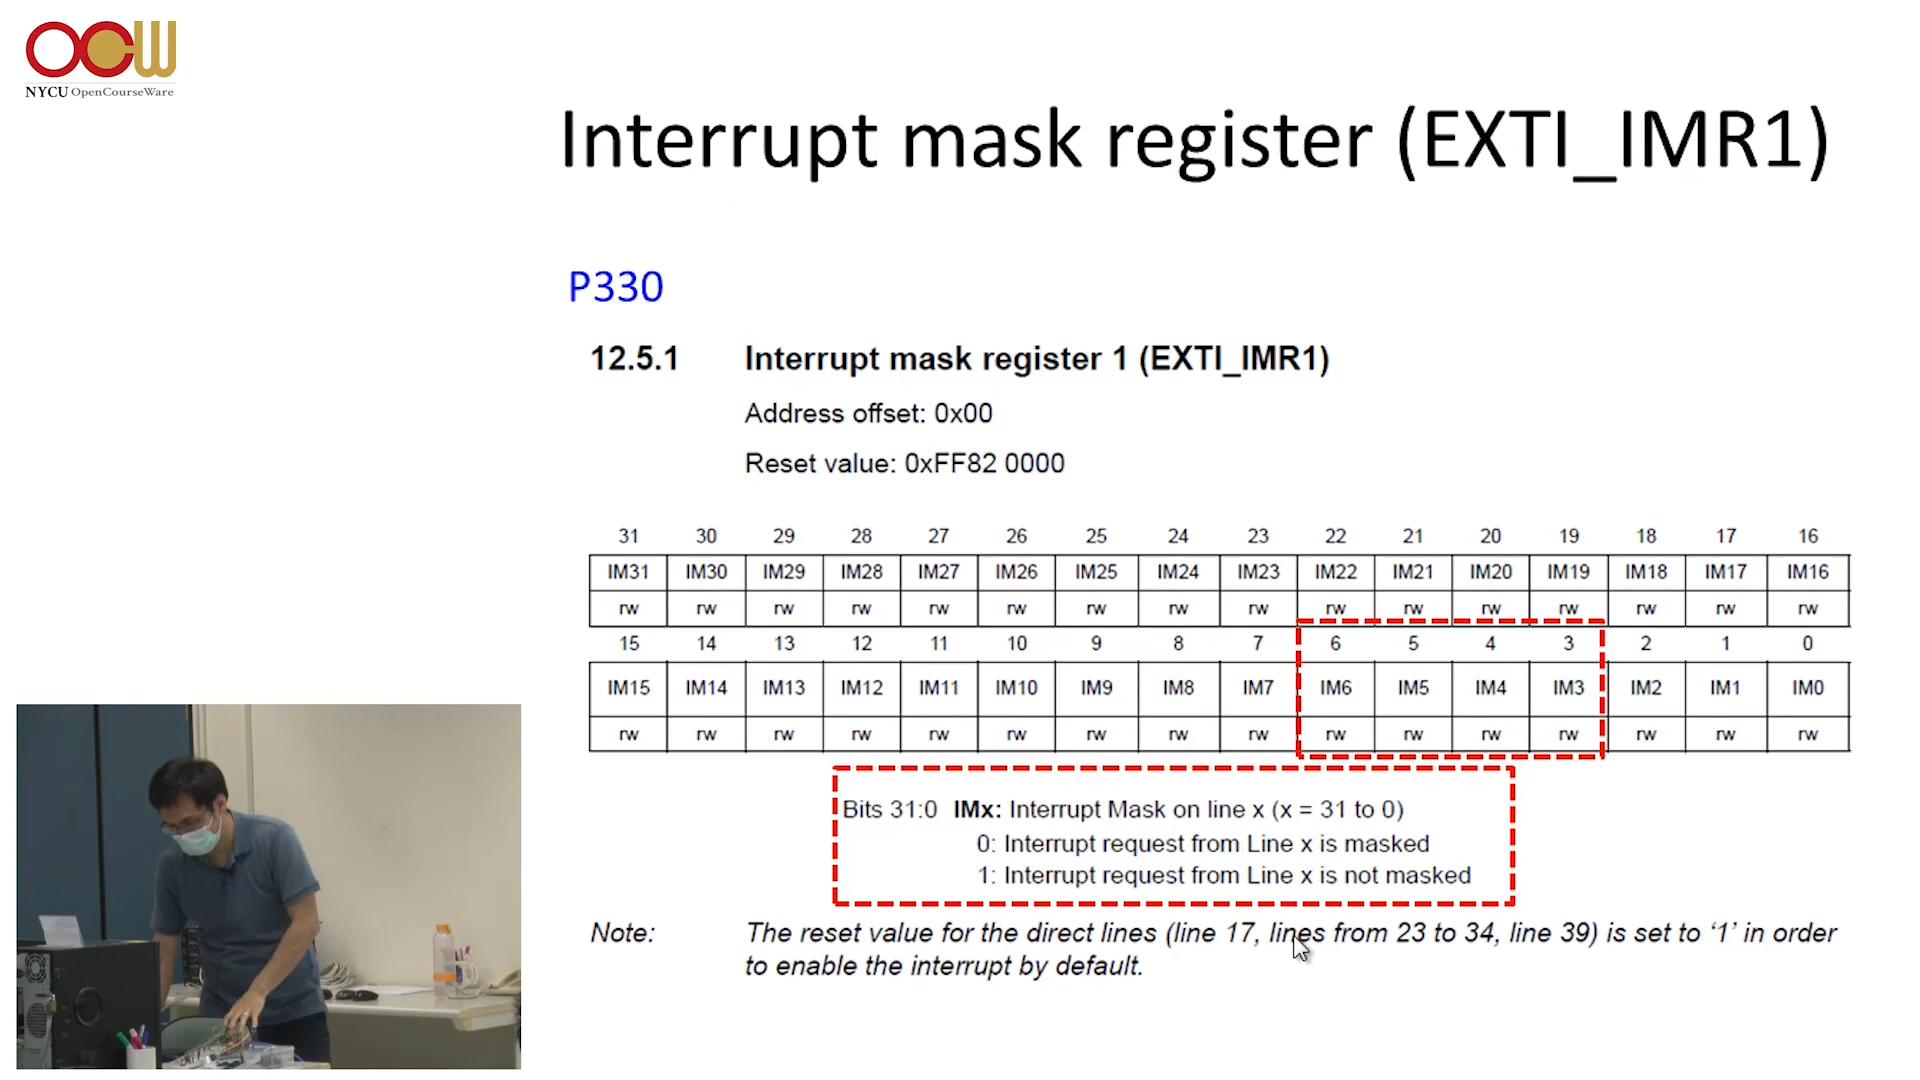 OCW
NYCU OpenCourseWare
Interrupt mask register (EXTI_IMR1)
P330
12.5.1 Interrupt mask register 1 (EXTI_IMR1)
Address offset: 0x00
Reset value: 0xFF82 0000
31 30 29 28 27 26 25 24 23 22 21 20 19 18 17 16
IM31 IM30 IM29 IM28 IM27 IM26 IM25 IM24 IM23 IM22 IM21 IM20 IM19 IM18 IM17 IM16
rw rw rw rw rw rw rw rw rw rw rw rw rw rw rw rw
15 14 13 12 11 10 9 8 7 6 5 4 3 2 1 0
IM15 IM14 IM13 IM12 IM11 IM10 IM9 IM8 IM7 IM6 IM5 IM4 IM3 IM2 IM1 IM0
rw rw rw rw rw rw rw rw rw rw rw rw rw rw rw rw
Bits 31:0 IMx: Interrupt Mask on line x (x = 31 to 0)
0: Interrupt request from Line x is masked
1: Interrupt request from Line x is not masked
Note: The reset value for the direct lines (line 17, lines from 23 to 34, line 39) is set to ‘1’ in order
to enable the interrupt by default.